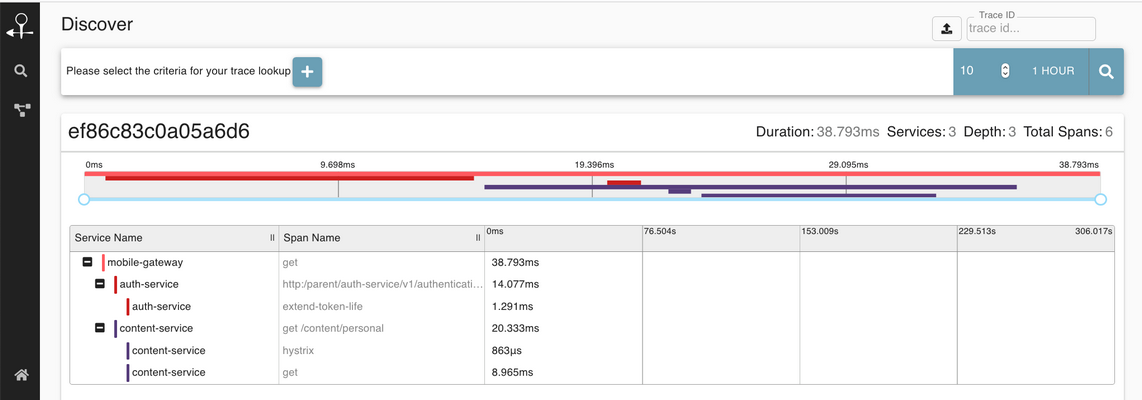 Discover
Trace ID
trace id...
Please select the criteria for your trace lookup
10 1 HOUR
ef86c83c0a05a6d6
Duration: 38.793ms Services: 3 Depth: 3 Total Spans: 6
0ms 9.698ms 19.396ms 29.095ms 38.793ms
Service Name Span Name 0ms 76.504s 153.009s 229.513s 306.017s
mobile-gateway get 38.793ms
auth-service http:/parent/auth-service/v1/authenticati... 14.077ms
auth-service extend-token-life 1.291ms
content-service get /content/personal 20.333ms
content-service hystrix 863µs
content-service get 8.965ms